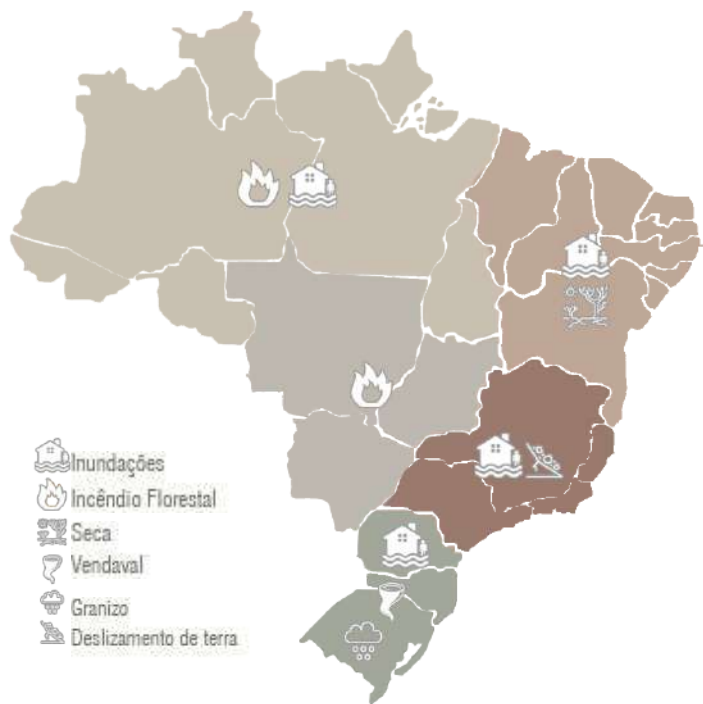 Inundações
Incêndio Florestal
Seca
Vendaval
Granizo
Deslizamento de terra